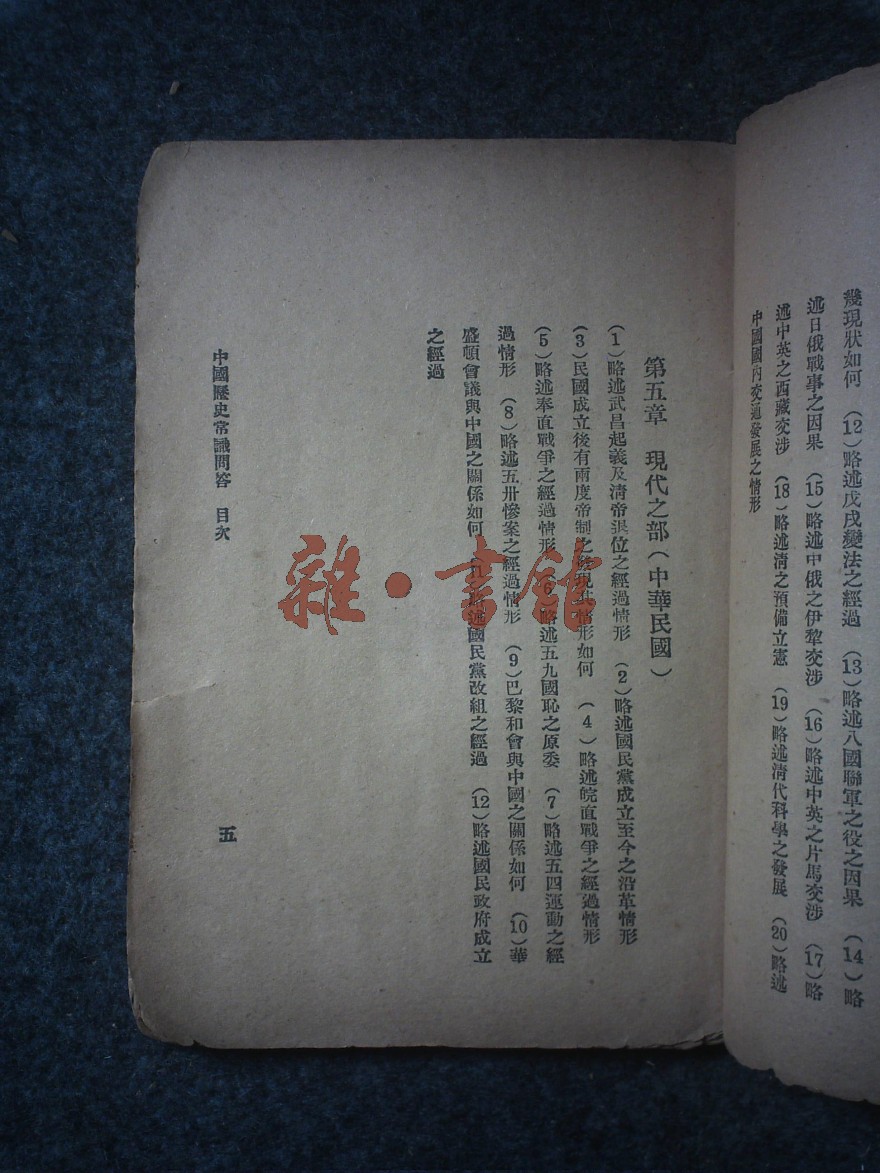 幾現狀如何　（12）略述戊戌變法之經過　（13）略述八國聯軍之役之因果　（14）略
述日俄戰事之因果　（15）略述中俄之伊犂交涉　（16）略述中英之片馬交涉　（17）略
述中英之西藏交涉　（18）略述清之預備立憲　（19）略述清代科學之發展　（20）略述
中國國內交通發展之情形
第五章　現代之部（中華民國）
（1）略述武昌起義及清帝退位之經過情形　（2）略述國民黨成立至今之沿革情形
（3）民國成立後有兩度帝制之發現其情形如何　（4）略述皖直戰爭之經過情形
（5）略述奉直戰爭之經過情形　（6）略述五九國恥之原委　（7）略述五四運動之經
過情形　（8）略述五卅慘案之經過情形　（9）巴黎和會與中國之關係如何　（10）華
盛頓會議與中國之關係如何　（11）略述國民黨改組之經過　（12）略述國民政府成立
之經過
中國歷史常識問答　目次
五
雜·書館